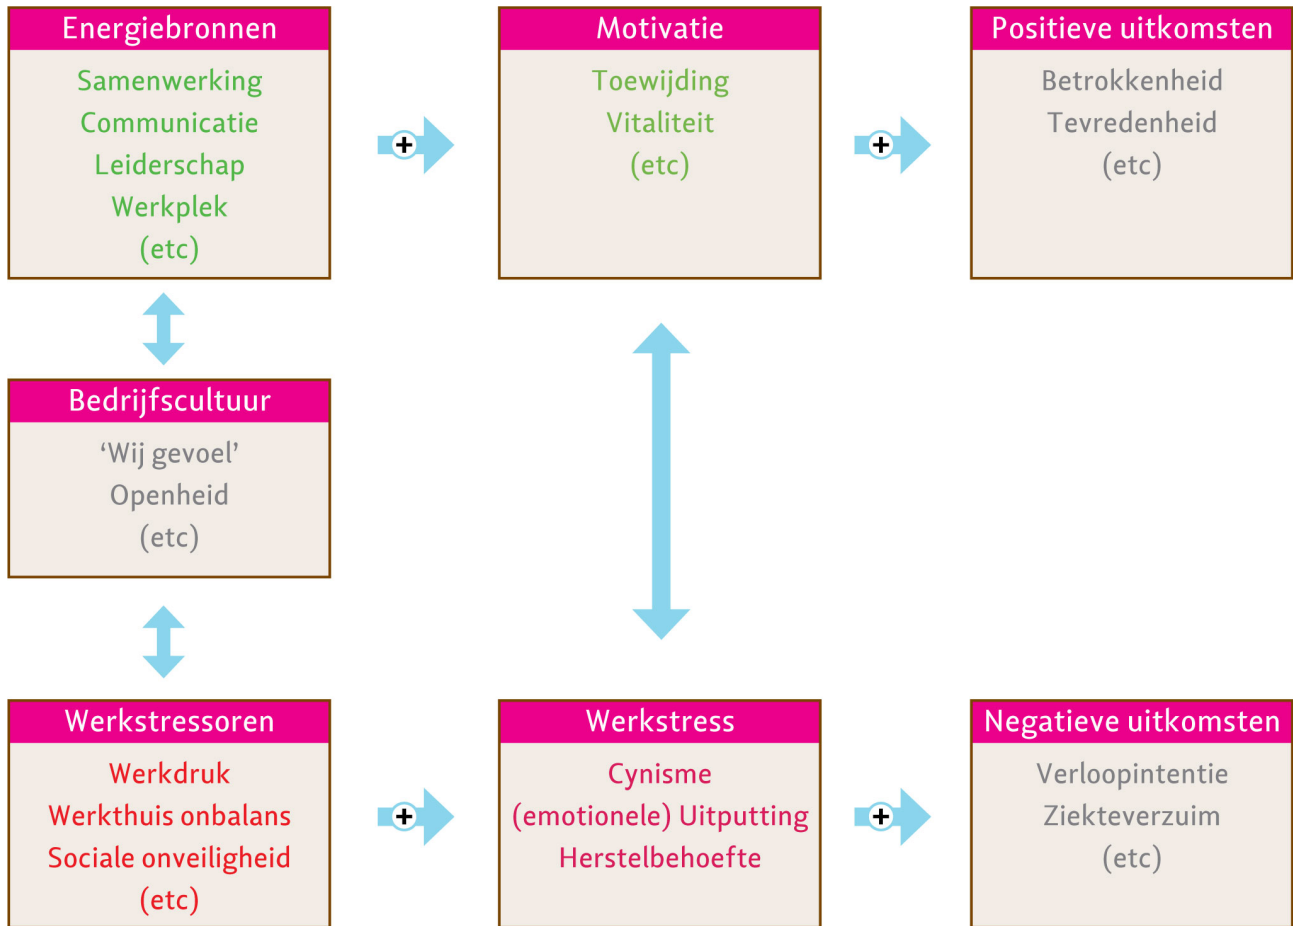 Energiebronnen
Samenwerking
Communicatie
Leiderschap
Werkplek
(etc)
+
Motivatie
Toewijding
Vitaliteit
(etc)
+
Positieve uitkomsten
Betrokkenheid
Tevredenheid
(etc)
Bedrijfscultuur
‘Wij gevoel’
Openheid
(etc)
Werkstressoren
Werkdruk
Werkthuis onbalans
Sociale onveiligheid
(etc)
+
Werkstress
Cynisme
(emotionele) Uitputting
Herstelbehoefte
+
Negatieve uitkomsten
Verloopintentie
Ziekteverzuim
(etc)